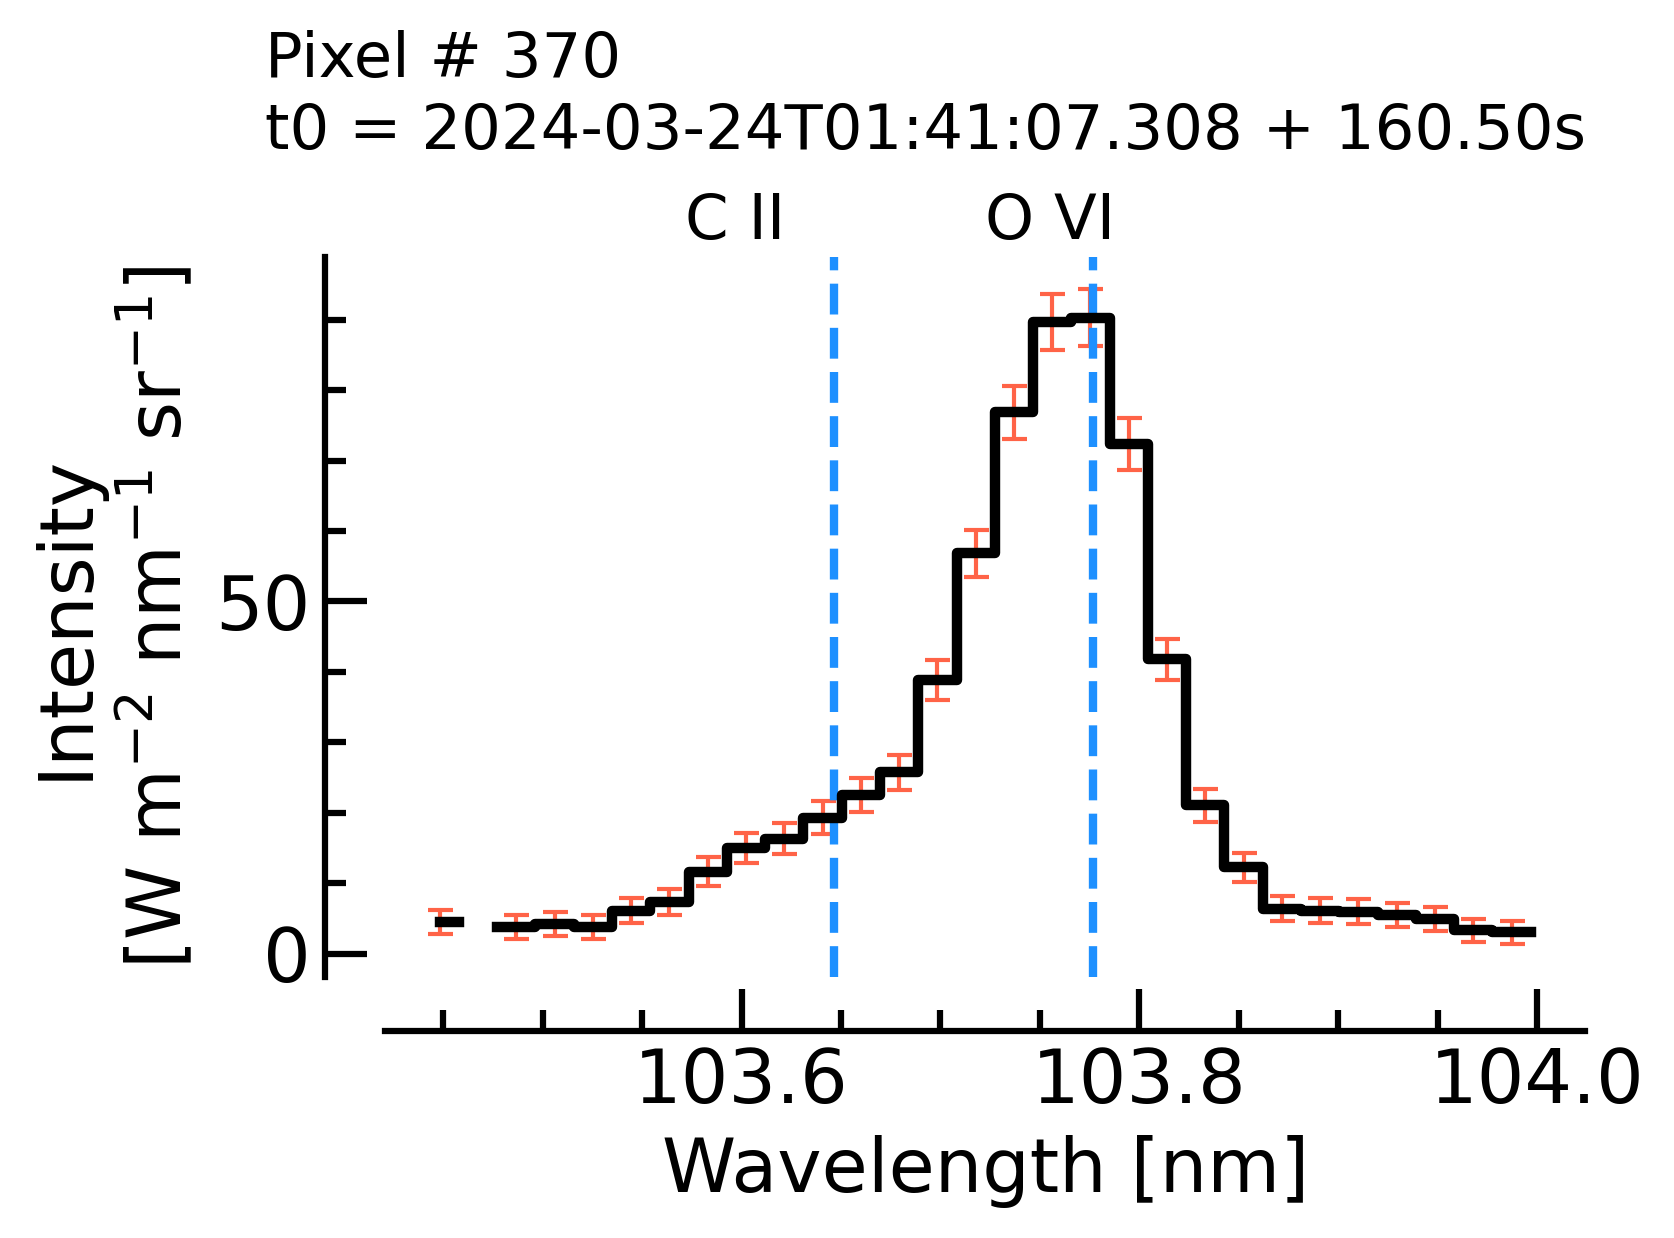 Pixel # 370
t0 = 2024-03-24T01:41:07.308 + 160.50s
C II O VI
Intensity
[W m⁻² nm⁻¹ sr⁻¹]
50
0
103.6 103.8 104.0
Wavelength [nm]